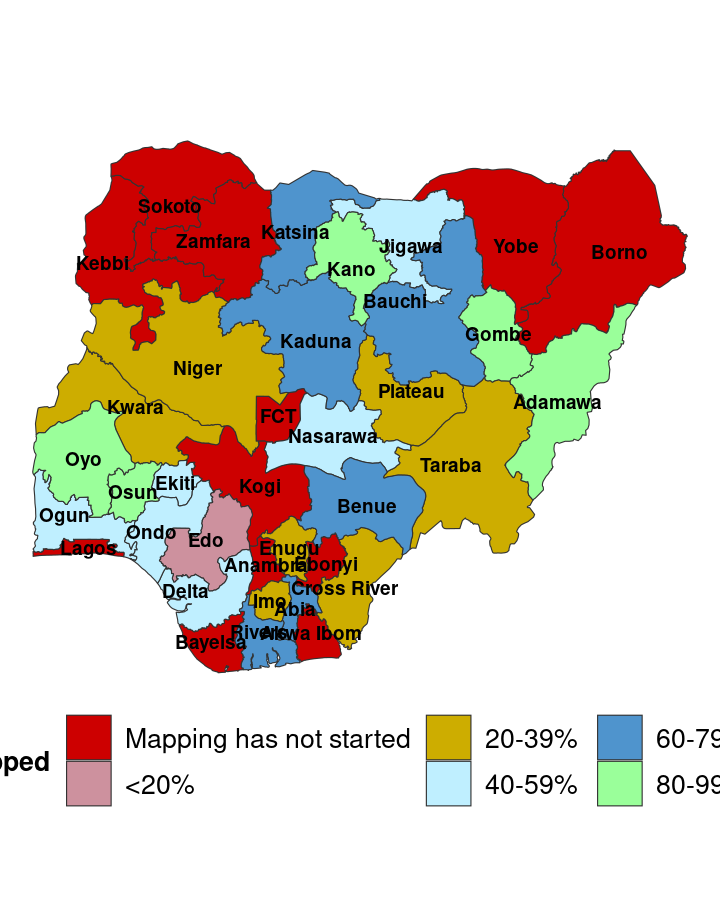 Sokoto
Katsina
Zamfara
Jigawa
Yobe
Borno
Kebbi
Kano
Bauchi
Gombe
Kaduna
Niger
Plateau
Adamawa
Kwara
FCT
Nasarawa
Oyo
Taraba
Osun
Ekiti
Kogi
Ogun
Benue
Ondo
Edo
Lagos
Enugu
Anambra
Ebonyi
Delta
Cross River
Imo
Abia
Bayelsa
Rivers
Akwa Ibom
pped
Mapping has not started
20-39%
60-79
<20%
40-59%
80-99